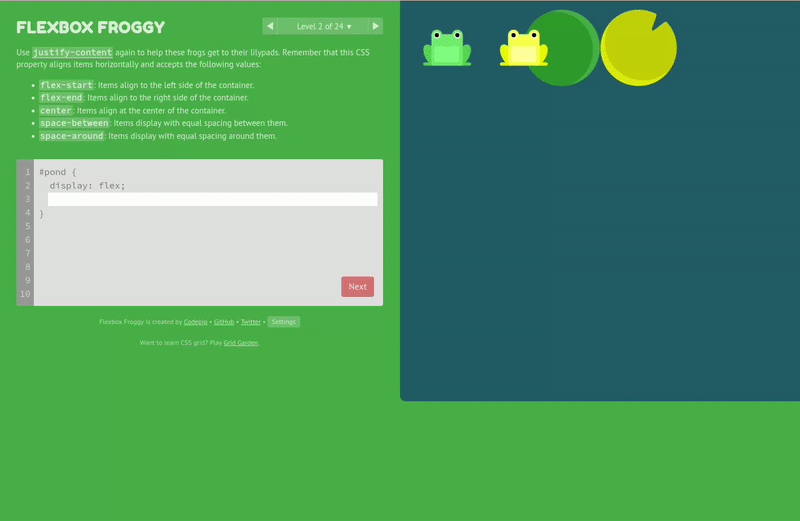 FLEXBOX FROGGY
◀ Level 2 of 24 ▾ ▶
Use justify-content again to help these frogs get to their lilypads. Remember that this CSS
property aligns items horizontally and accepts the following values:
• flex-start: Items align to the left side of the container.
• flex-end: Items align to the right side of the container.
• center: Items align at the center of the container.
• space-between: Items display with equal spacing between them.
• space-around: Items display with equal spacing around them.
1 #pond {
2 display: flex;
3
4 }
5
6
7
8
9
10
Next
Flexbox Froggy is created by Codepip • GitHub • Twitter • Settings
Want to learn CSS grid? Play Grid Garden.